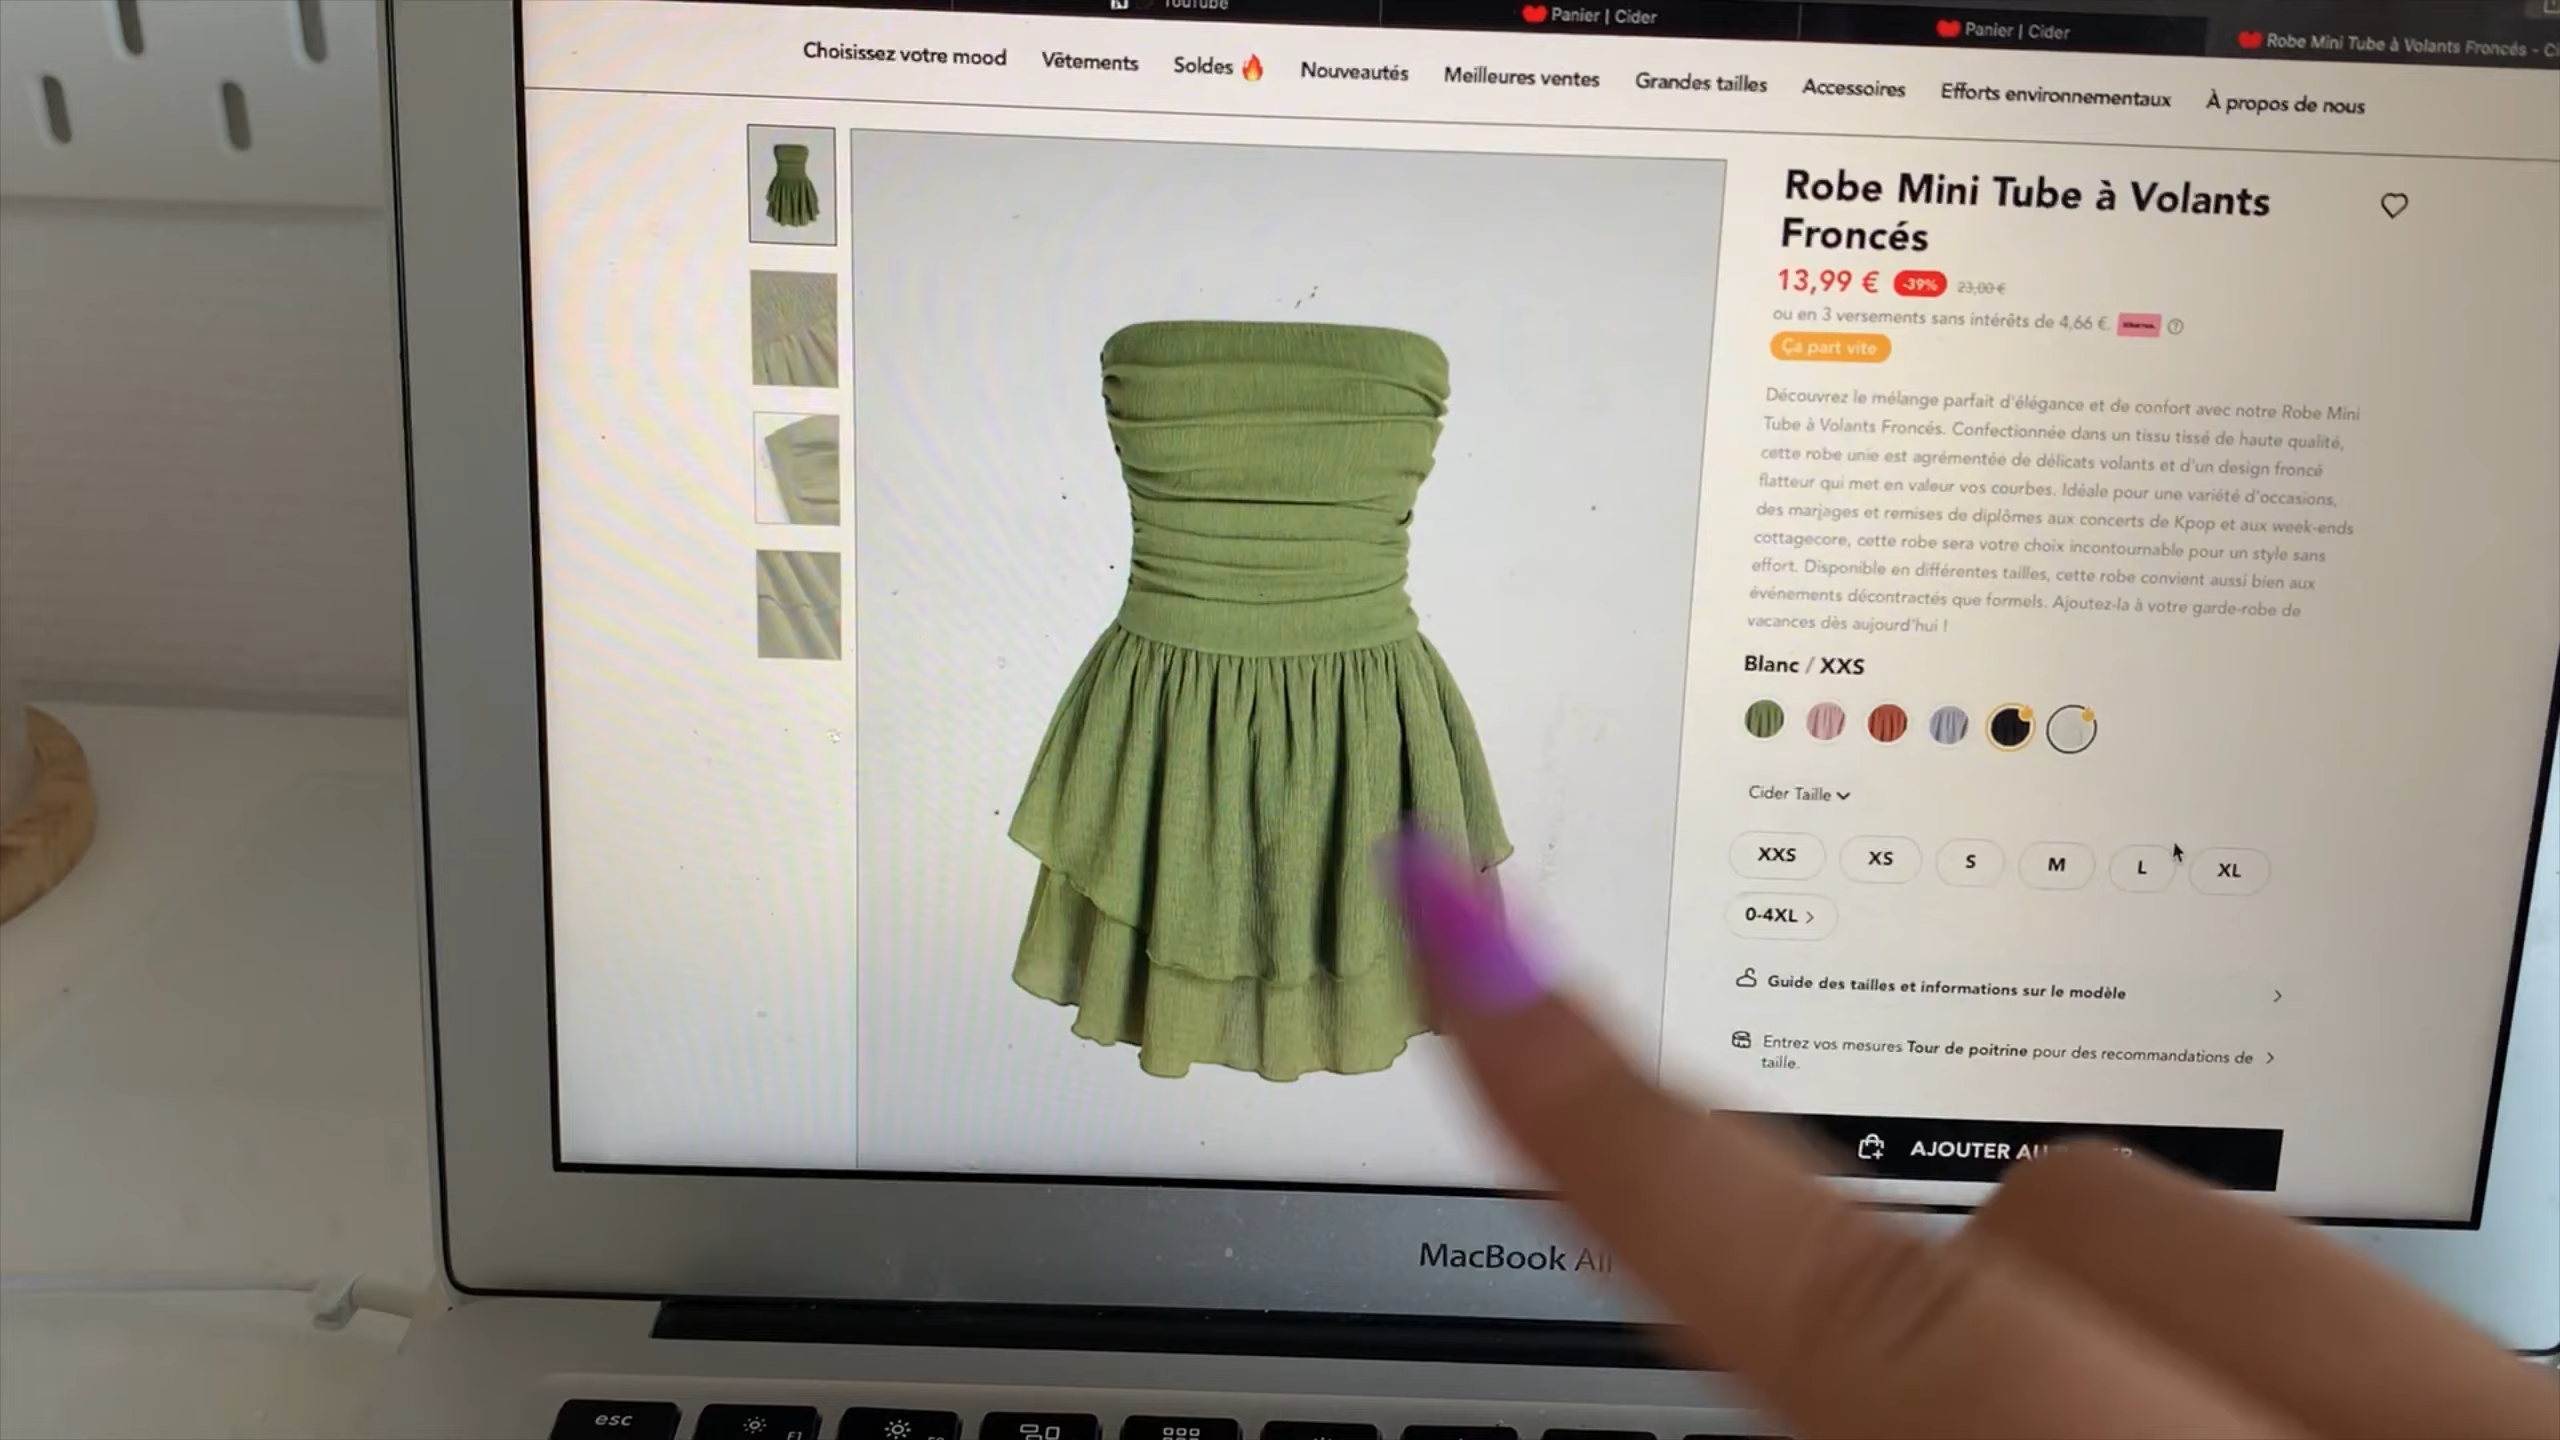 YouTube
Panier | Cider
Panier | Cider
Robe Mini Tube à Volants Froncés - Ci
Choisissez votre mood
Vêtements
Soldes
Nouveautés
Meilleures ventes
Grandes tailles
Accessoires
Efforts environnementaux
À propos de nous
Robe Mini Tube à Volants
Froncés
13,99 € -39% 23,00 €
ou en 3 versements sans intérêts de 4,66 €. Klarna.
Ça part vite
Découvrez le mélange parfait d'élégance et de confort avec notre Robe Mini
Tube à Volants Froncés. Confectionnée dans un tissu tissé de haute qualité,
cette robe unie est agrémentée de délicats volants et d'un design froncé
flatteur qui met en valeur vos courbes. Idéale pour une variété d'occasions,
des mariages et remises de diplômes aux concerts de Kpop et aux week-ends
cottagecore, cette robe sera votre choix incontournable pour un style sans
effort. Disponible en différentes tailles, cette robe convient aussi bien aux
événements décontractés que formels. Ajoutez-la à votre garde-robe de
vacances dès aujourd'hui !
Blanc / XXS
Cider Taille
XXS XS S M L XL
0-4XL >
Guide des tailles et informations sur le modèle
Entrez vos mesures Tour de poitrine pour des recommandations de
taille.
AJOUTER AU
MacBook Air
esc
F1